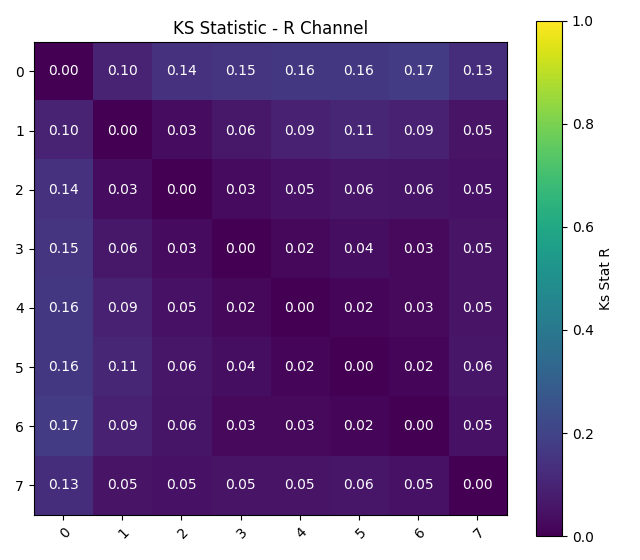 KS Statistic - R Channel
0 0.00 0.10 0.14 0.15 0.16 0.16 0.17 0.13
1 0.10 0.00 0.03 0.06 0.09 0.11 0.09 0.05
2 0.14 0.03 0.00 0.03 0.05 0.06 0.06 0.05
3 0.15 0.06 0.03 0.00 0.02 0.04 0.03 0.05
4 0.16 0.09 0.05 0.02 0.00 0.02 0.03 0.05
5 0.16 0.11 0.06 0.04 0.02 0.00 0.02 0.06
6 0.17 0.09 0.06 0.03 0.03 0.02 0.00 0.05
7 0.13 0.05 0.05 0.05 0.05 0.06 0.05 0.00
0 1 2 3 4 5 6 7
1.0
0.8
0.6
0.4
0.2
0.0
Ks Stat R